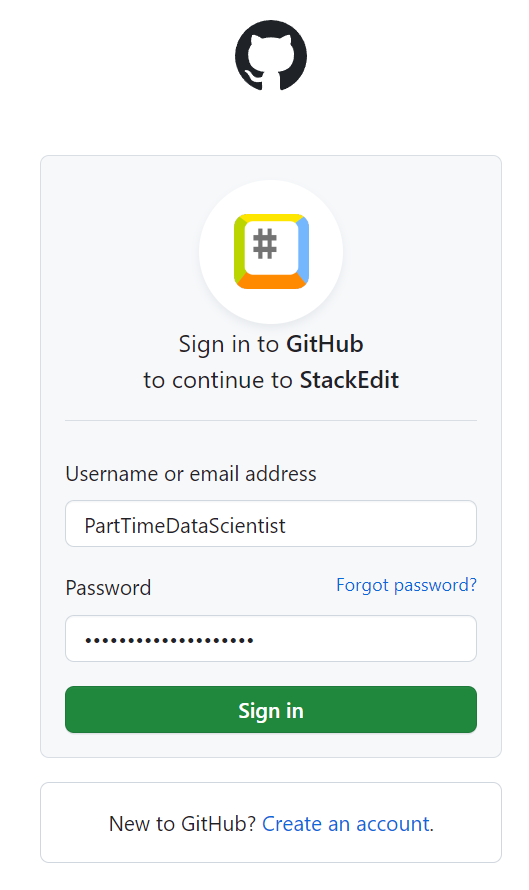 #
Sign in to GitHub
to continue to StackEdit
Username or email address
PartTimeDataScientist
Password Forgot password?
••••••••••••••••••••
Sign in
New to GitHub? Create an account.